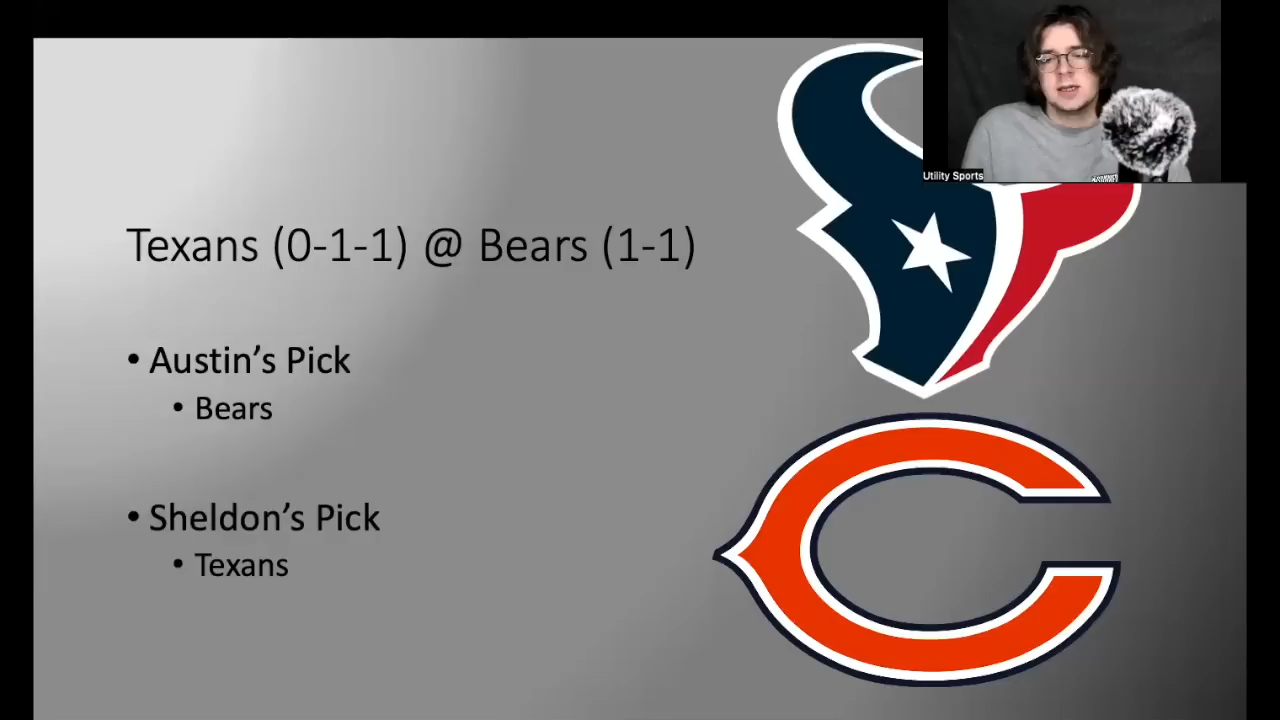 Utility Sports
Texans (0-1-1) @ Bears (1-1)
• Austin’s Pick
• Bears
• Sheldon’s Pick
• Texans